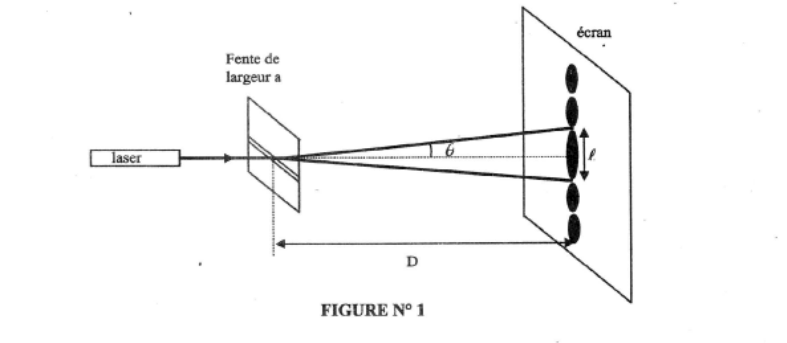 écran
Fente de
largeur a
laser
θ
ℓ
D
FIGURE N° 1